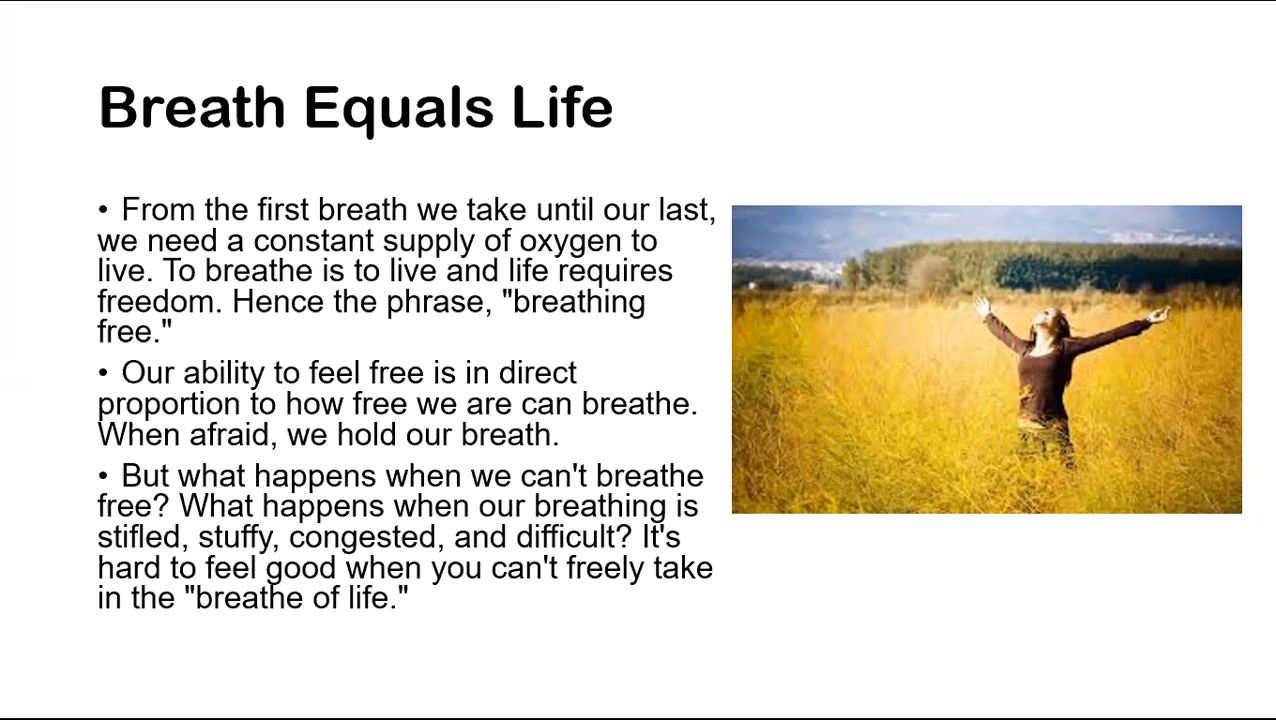 Breath Equals Life
• From the first breath we take until our last,
we need a constant supply of oxygen to
live. To breathe is to live and life requires
freedom. Hence the phrase, "breathing
free."
• Our ability to feel free is in direct
proportion to how free we are can breathe.
When afraid, we hold our breath.
• But what happens when we can't breathe
free? What happens when our breathing is
stifled, stuffy, congested, and difficult? It's
hard to feel good when you can't freely take
in the "breathe of life."